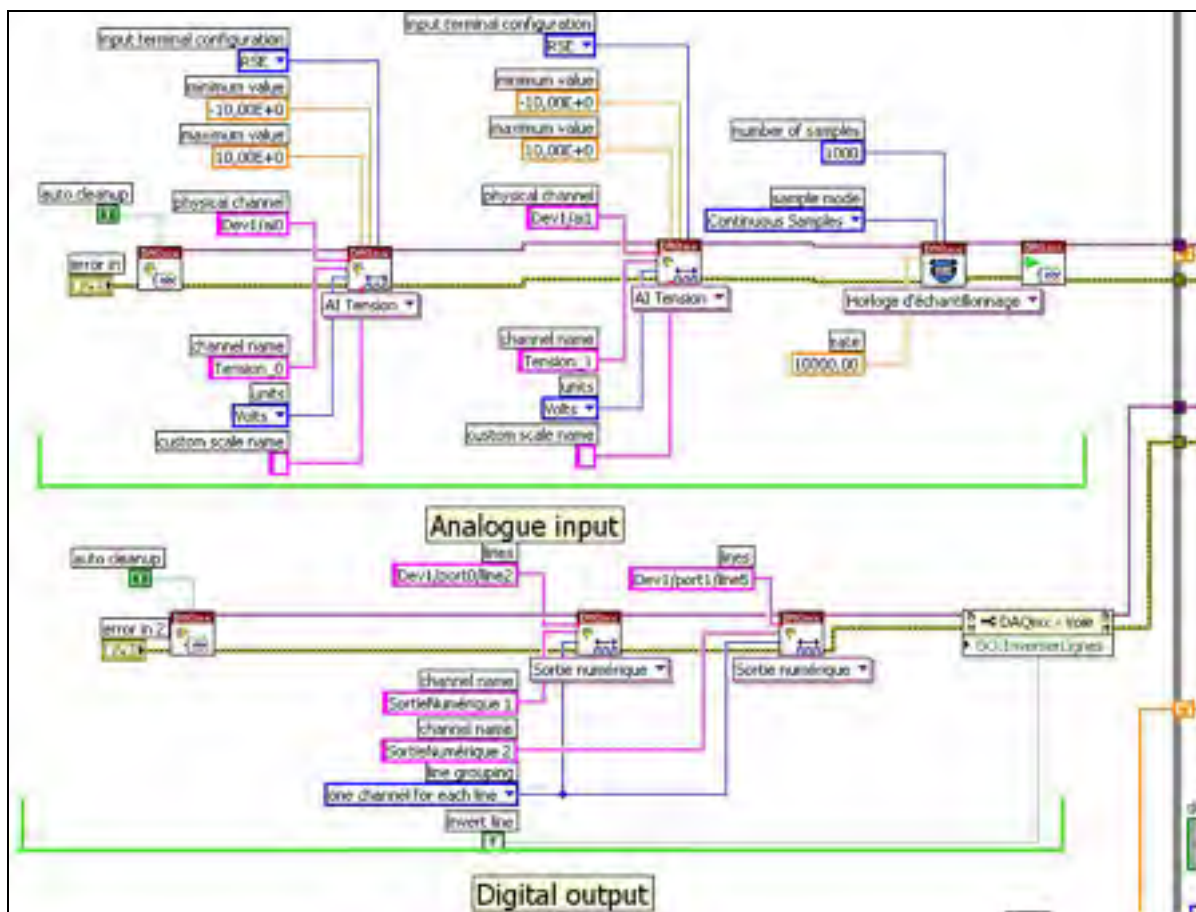 input terminal configuration
RSE
minimum value
-10,00E+0
maximum value
10,00E+0
auto cleanup
physical channel
Dev1/ai0
error in
AI Tension
channel name
Tension_0
units
Volts
custom scale name
input terminal configuration
RSE
minimum value
-10,00E+0
maximum value
10,00E+0
physical channel
Dev1/ai1
AI Tension
channel name
Tension_1
units
Volts
custom scale name
number of samples
1000
sample mode
Continuous Samples
Horloge d'échantillonnage
rate
10000,00
Analogue input
auto cleanup
error in 2
lines
Dev1/port0/line2
lines
Dev1/port1/line5
Sortie numérique
Sortie numérique
DAQmx - Voie
DO.InverserLignes
channel name
SortieNumérique 1
channel name
SortieNumérique 2
line grouping
one channel for each line
invert line
F
Digital output